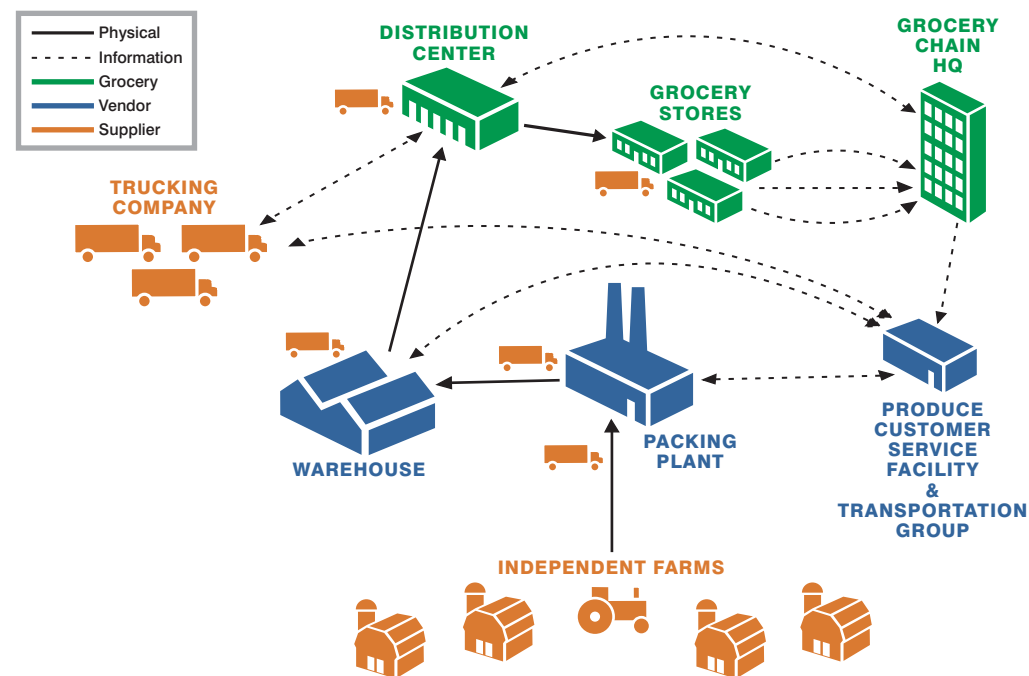 Physical
Information
Grocery
Vendor
Supplier
DISTRIBUTION
CENTER
GROCERY
CHAIN
HQ
GROCERY
STORES
TRUCKING
COMPANY
WAREHOUSE
PACKING
PLANT
PRODUCE
CUSTOMER
SERVICE
FACILITY
&
TRANSPORTATION
GROUP
INDEPENDENT FARMS